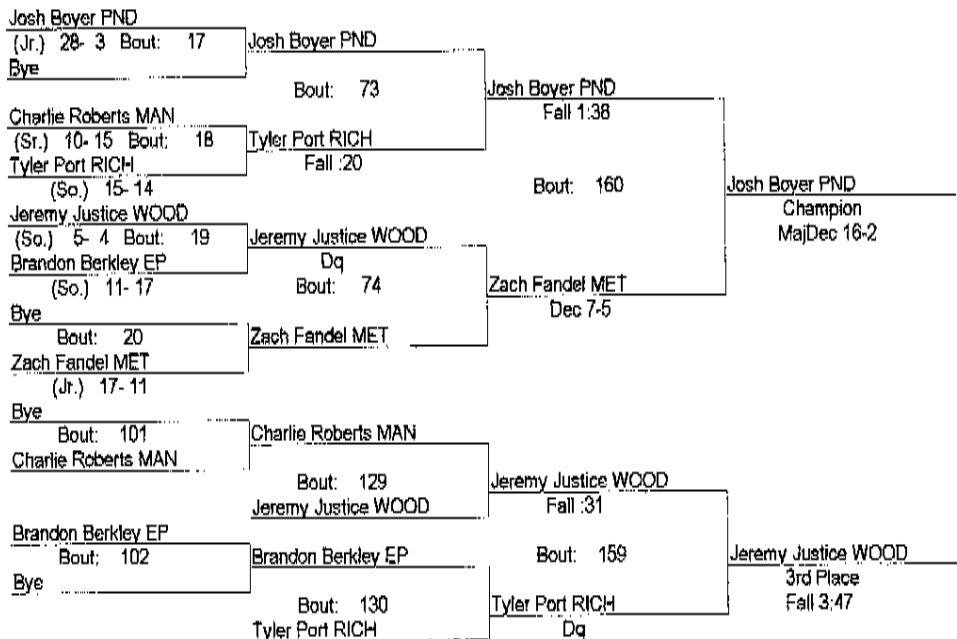 Josh Boyer PND
(Jr.) 28- 3 Bout: 17
Bye
Josh Boyer PND
Bout: 73
Charlie Roberts MAN
(Sr.) 10- 15 Bout: 18
Tyler Port RICH
(So.) 15- 14
Tyler Port RICH
Fall :20
Josh Boyer PND
Fall 1:38
Bout: 160
Jeremy Justice WOOD
(So.) 5- 4 Bout: 19
Brandon Berkley EP
(So.) 11- 17
Jeremy Justice WOOD
Dq
Bout: 74
Bye
Bout: 20
Zach Fandel MET
(Jr.) 17- 11
Zach Fandel MET
Zach Fandel MET
Dec 7-5
Josh Boyer PND
Champion
MajDec 16-2
Bye
Bout: 101
Charlie Roberts MAN
Charlie Roberts MAN
Bout: 129
Jeremy Justice WOOD
Jeremy Justice WOOD
Fall :31
Bout: 159
Brandon Berkley EP
Bout: 102
Bye
Brandon Berkley EP
Bout: 130
Tyler Port RICH
Tyler Port RICH
Dq
Jeremy Justice WOOD
3rd Place
Fall 3:47